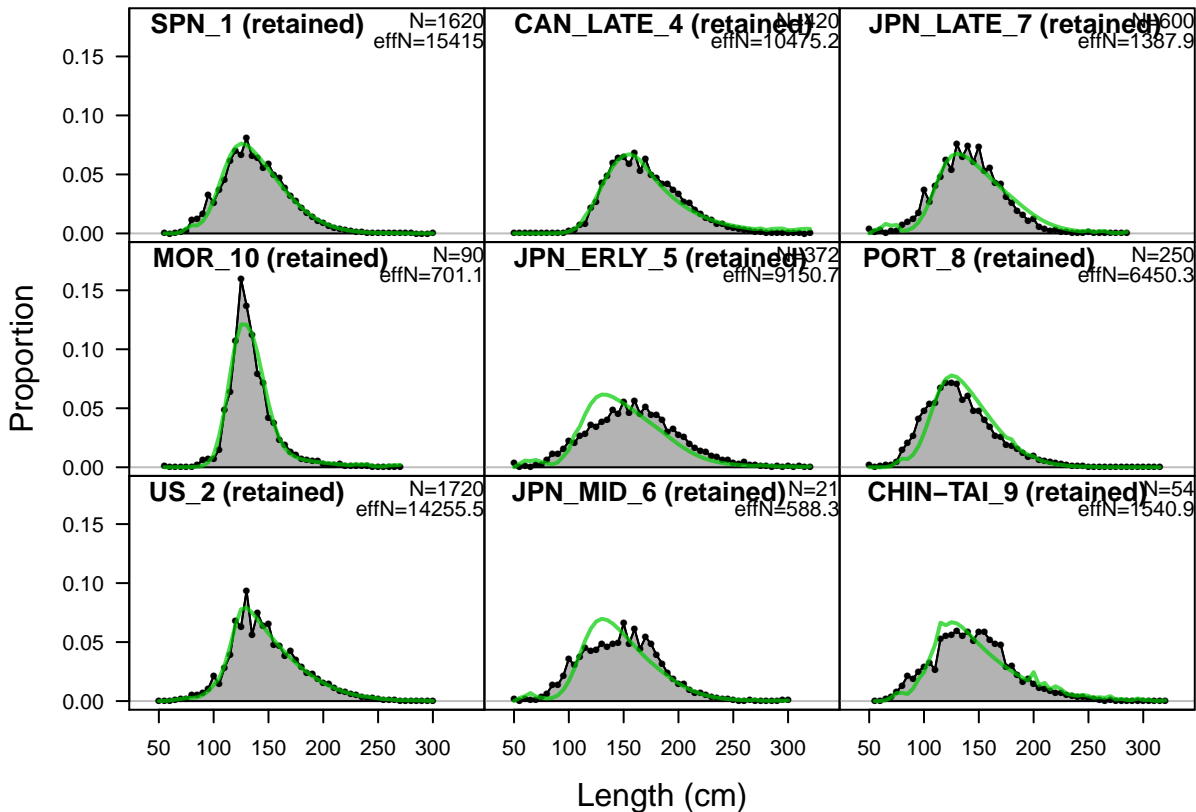 SPN_1 (retained)
N=1620
effN=15415
CAN_LATE_4 (retained)
N=420
effN=10475.2
JPN_LATE_7 (retained)
N=600
effN=1387.9
0.15
0.10
0.05
0.00
MOR_10 (retained)
N=90
effN=701.1
JPN_ERLY_5 (retained)
N=372
effN=9150.7
PORT_8 (retained)
N=250
effN=6450.3
0.15
0.10
0.05
0.00
Proportion
US_2 (retained)
N=1720
effN=14255.5
JPN_MID_6 (retained)
N=21
effN=588.3
CHIN−TAI_9 (retained)
N=54
effN=1540.9
0.15
0.10
0.05
0.00
50 100 150 200 250 300
50 100 150 200 250 300
50 100 150 200 250 300
Length (cm)